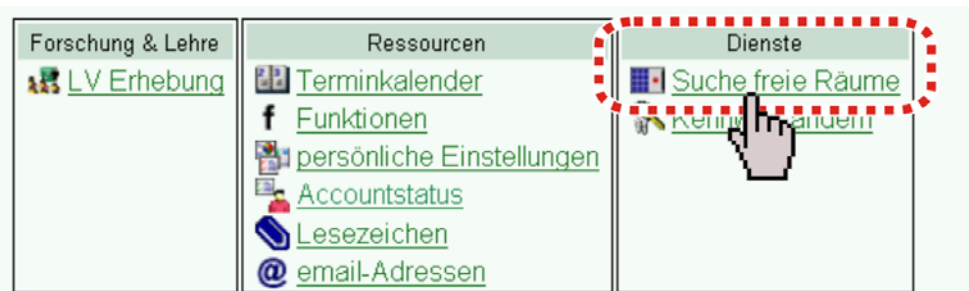 Forschung & Lehre
LV Erhebung
Ressourcen
Terminkalender
f Funktionen
persönliche Einstellungen
Accountstatus
Lesezeichen
@ email-Adressen
Dienste
Suche freie Räume